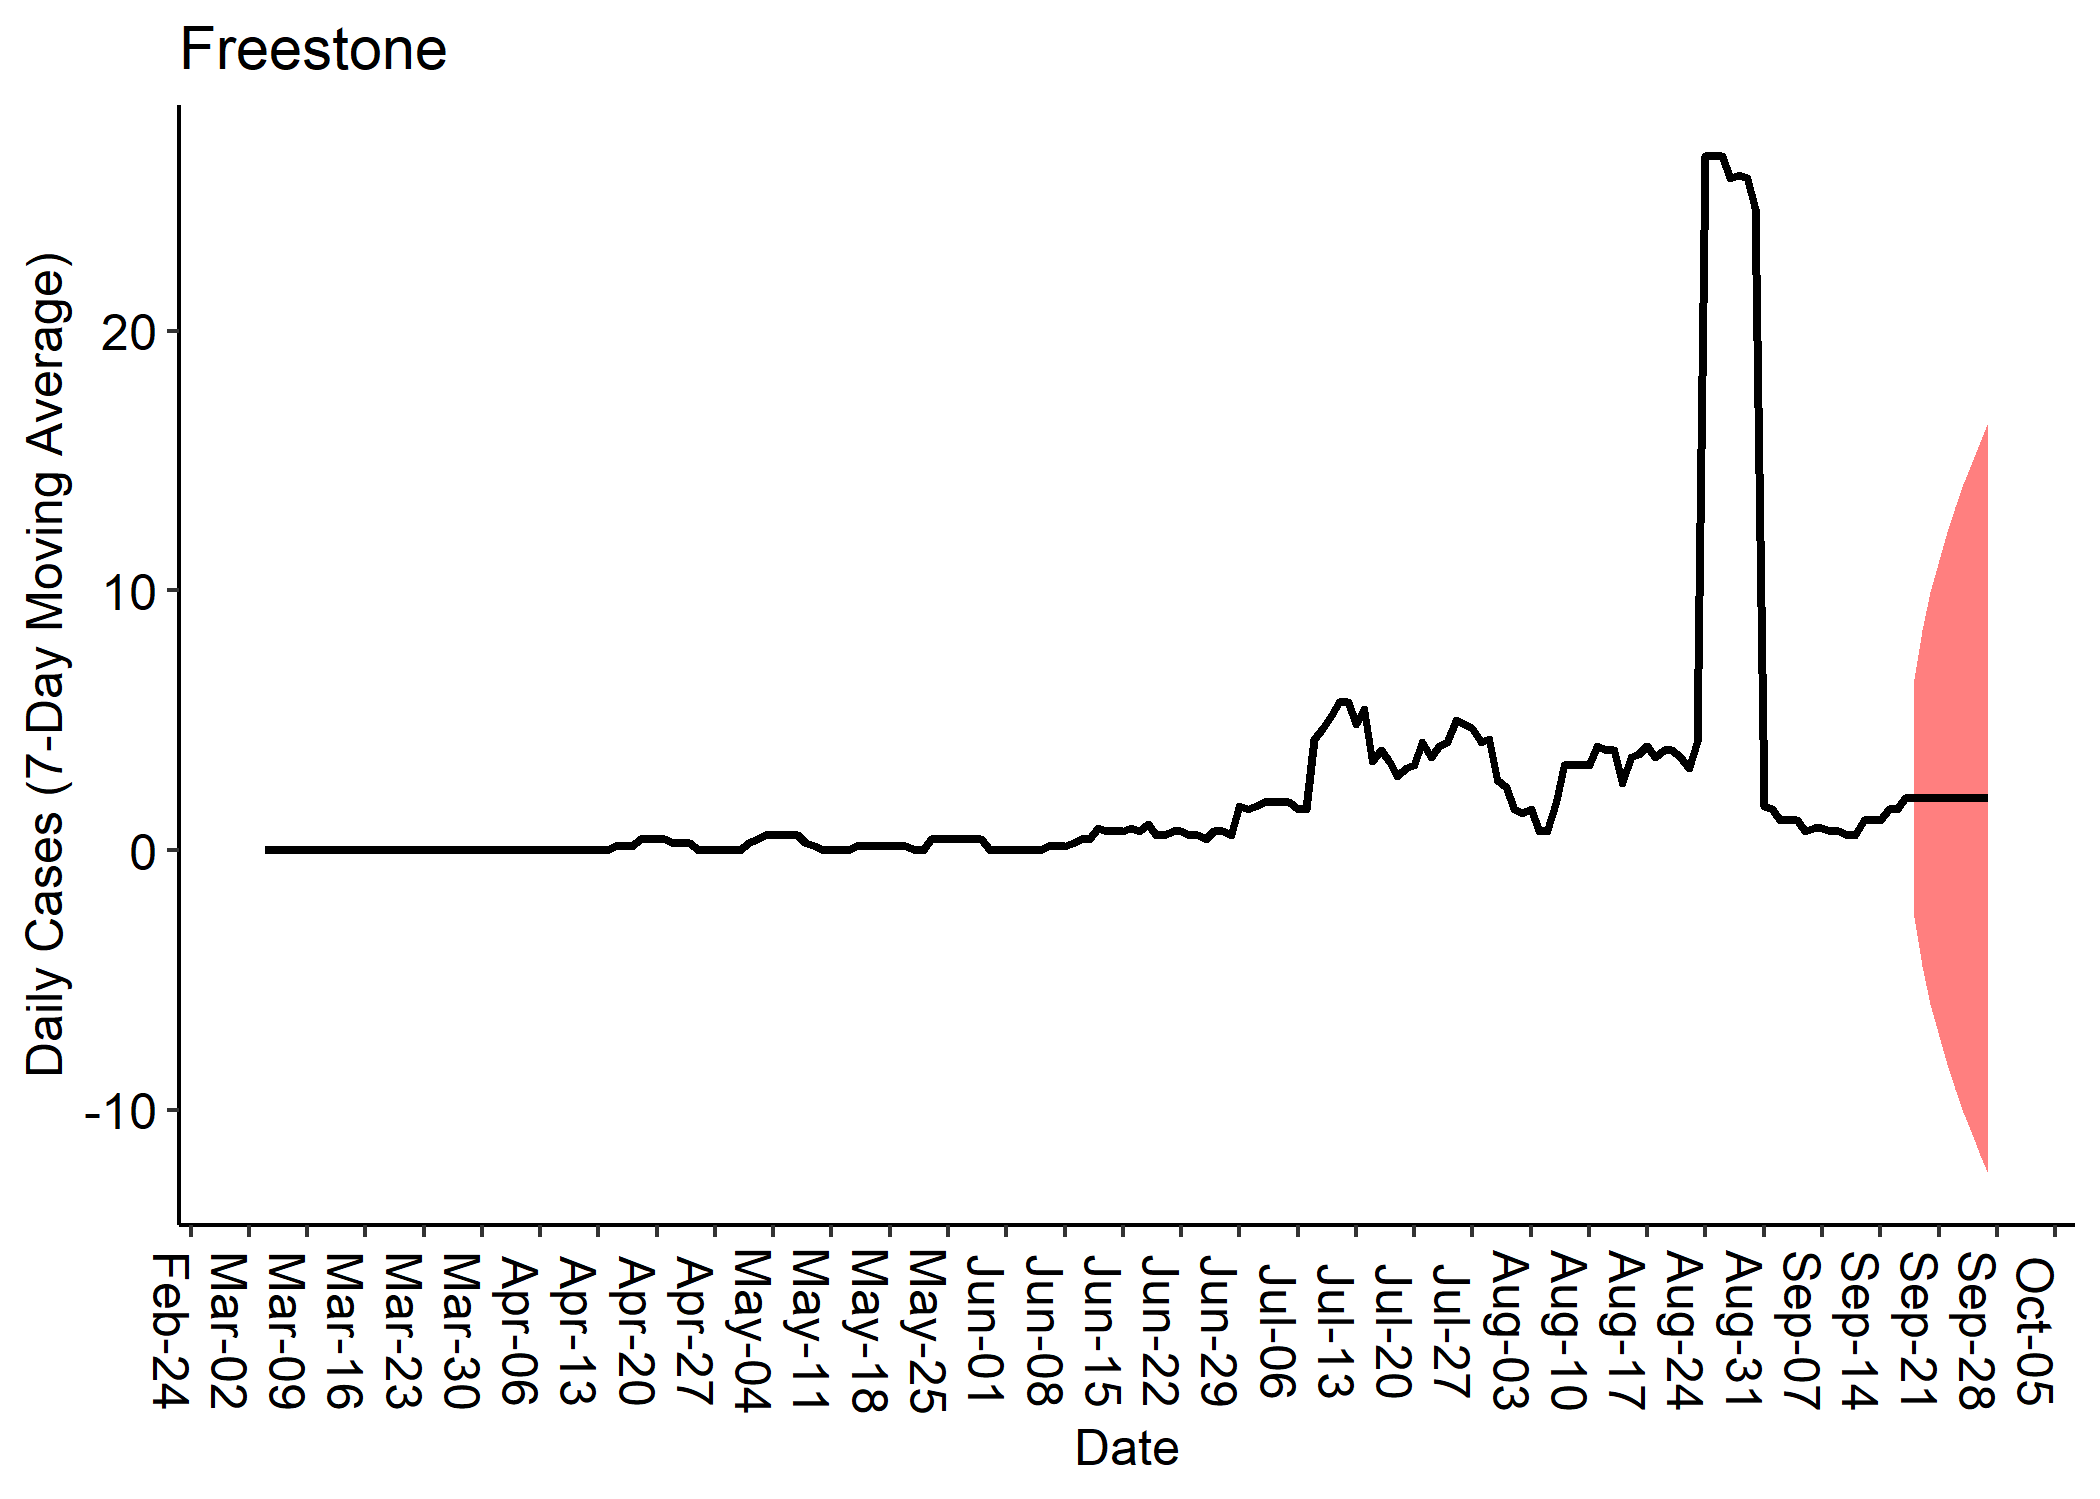 Freestone
Daily Cases (7-Day Moving Average)
20
10
0
-10
Feb-24
Mar-02
Mar-09
Mar-16
Mar-23
Mar-30
Apr-06
Apr-13
Apr-20
Apr-27
May-04
May-11
May-18
May-25
Jun-01
Jun-08
Jun-15
Jun-22
Jun-29
Jul-06
Jul-13
Jul-20
Jul-27
Aug-03
Aug-10
Aug-17
Aug-24
Aug-31
Sep-07
Sep-14
Sep-21
Sep-28
Oct-05
Date